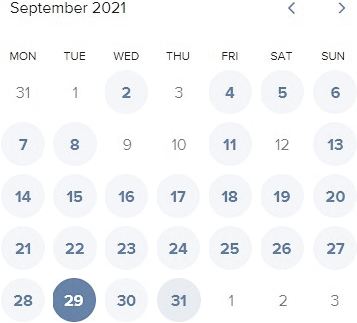 September 2021
MON TUE WED THU FRI SAT SUN
31 1 2 3 4 5 6
7 8 9 10 11 12 13
14 15 16 17 18 19 20
21 22 23 24 25 26 27
28 29 30 31 1 2 3